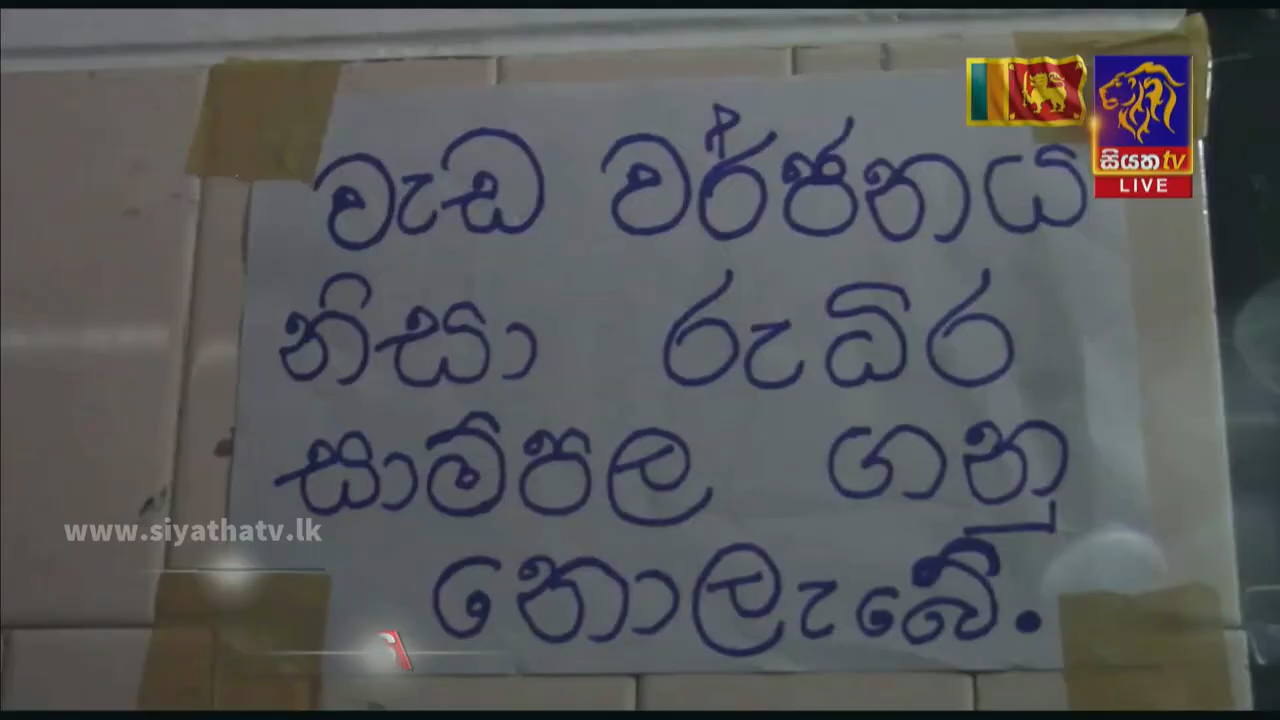 වැඩ වර්ජනය
නිසා රුධිර
සාම්පල ගනු
නොලැබේ.
සියත tv
LIVE
www.siyathatv.lk